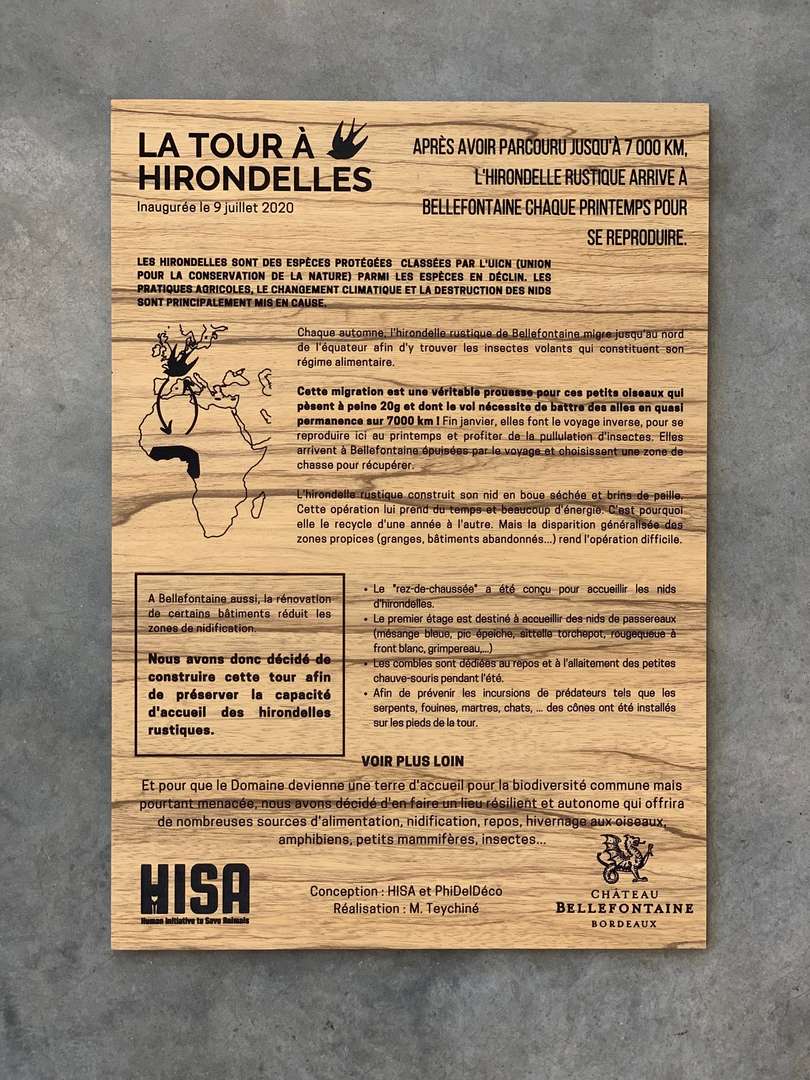 LA TOUR À
HIRONDELLES
Inaugurée le 9 juillet 2020
APRÈS AVOIR PARCOURU JUSQU'À 7 000 KM,
L'HIRONDELLE RUSTIQUE ARRIVE À
BELLEFONTAINE CHAQUE PRINTEMPS POUR
SE REPRODUIRE.
LES HIRONDELLES SONT DES ESPÈCES PROTÉGÉES CLASSÉES PAR L'UICN (UNION
POUR LA CONSERVATION DE LA NATURE) PARMI LES ESPÈCES EN DÉCLIN. LES
PRATIQUES AGRICOLES, LE CHANGEMENT CLIMATIQUE ET LA DESTRUCTION DES NIDS
SONT PRINCIPALEMENT MIS EN CAUSE.
Chaque automne, l'hirondelle rustique de Bellefontaine migre jusqu'au nord
de l'équateur afin d'y trouver les insectes volants qui constituent son
régime alimentaire.
Cette migration est une véritable prouesse pour ces petits oiseaux qui
pèsent à peine 20g et dont le vol nécessite de battre des ailes en quasi
permanence sur 7000 km ! Fin janvier, elles font le voyage inverse, pour se
reproduire ici au printemps et profiter de la pullulation d'insectes. Elles
arrivent à Bellefontaine épuisées par le voyage et choisissent une zone de
chasse pour récupérer.
L'hirondelle rustique construit son nid en boue séchée et brins de paille.
Cette opération lui prend du temps et beaucoup d'énergie. C'est pourquoi
elle le recycle d'une année à l'autre. Mais la disparition généralisée des
zones propices (granges, bâtiments abandonnés...) rend l'opération difficile.
A Bellefontaine aussi, la rénovation
de certains bâtiments réduit les
zones de nidification.
Nous avons donc décidé de
construire cette tour afin
de préserver la capacité
d'accueil des hirondelles
rustiques.
• Le "rez-de-chaussée" a été conçu pour accueillir les nids
d'hirondelles.
• Le premier étage est destiné à accueillir des nids de passereaux
(mésange bleue, pic épeiche, sittelle torchepot, rougequeue à
front blanc, grimpereau,...)
• Les combles sont dédiées au repos et à l'allaitement des petites
chauve-souris pendant l'été.
• Afin de prévenir les incursions de prédateurs tels que les
serpents, fouines, martres, chats, ... des cônes ont été installés
sur les pieds de la tour.
VOIR PLUS LOIN
Et pour que le Domaine devienne une terre d'accueil pour la biodiversité commune mais
pourtant menacée, nous avons décidé d'en faire un lieu résilient et autonome qui offrira
de nombreuses sources d'alimentation, nidification, repos, hivernage aux oiseaux,
amphibiens, petits mammifères, insectes...
HISA
Human Initiative to Save Animals
Conception : HISA et PhiDelDéco
Réalisation : M. Teychiné
CHÂTEAU
BELLEFONTAINE
BORDEAUX